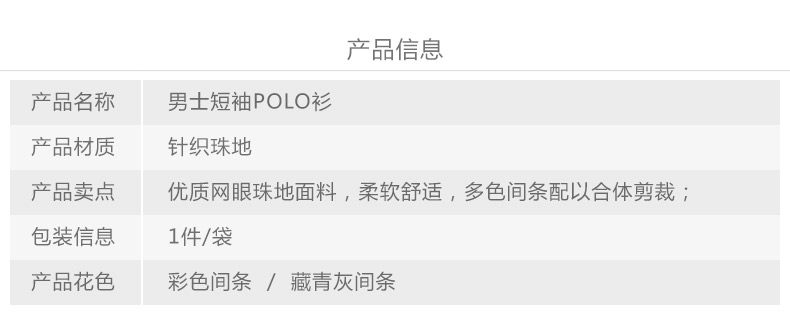 产品信息
产品名称 男士短袖POLO衫
产品材质 针织珠地
产品卖点 优质网眼珠地面料，柔软舒适，多色间条配以合体剪裁；
包装信息 1件/袋
产品花色 彩色间条 / 藏青灰间条